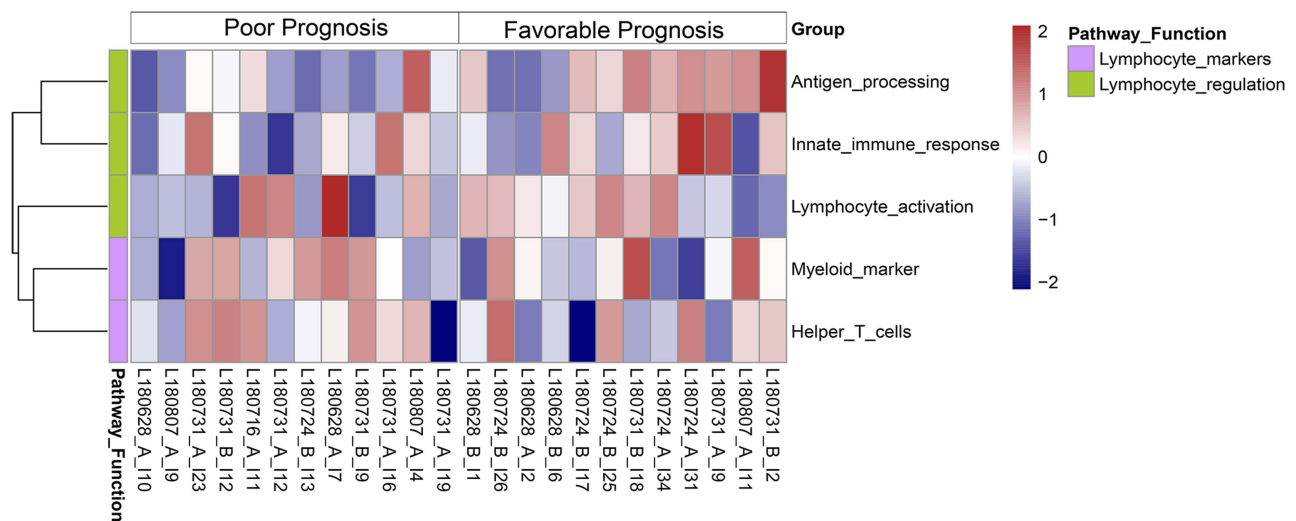 Poor Prognosis
Favorable Prognosis
Group
Antigen_processing
Innate_immune_response
Lymphocyte_activation
Myeloid_marker
Helper_T_cells
Pathway_Function
L180628_A_I10
L180807_A_I9
L180731_A_I23
L180731_B_I12
L180716_A_I11
L180731_A_I12
L180724_B_I13
L180628_A_I7
L180731_B_I9
L180731_A_I16
L180807_A_I4
L180731_A_I19
L180628_B_I1
L180724_B_I26
L180628_A_I2
L180628_B_I6
L180724_B_I17
L180724_B_I25
L180731_B_I18
L180724_A_I34
L180724_A_I31
L180731_A_I9
L180807_A_I11
L180731_B_I2
2
1
0
−1
−2
Pathway_Function
Lymphocyte_markers
Lymphocyte_regulation